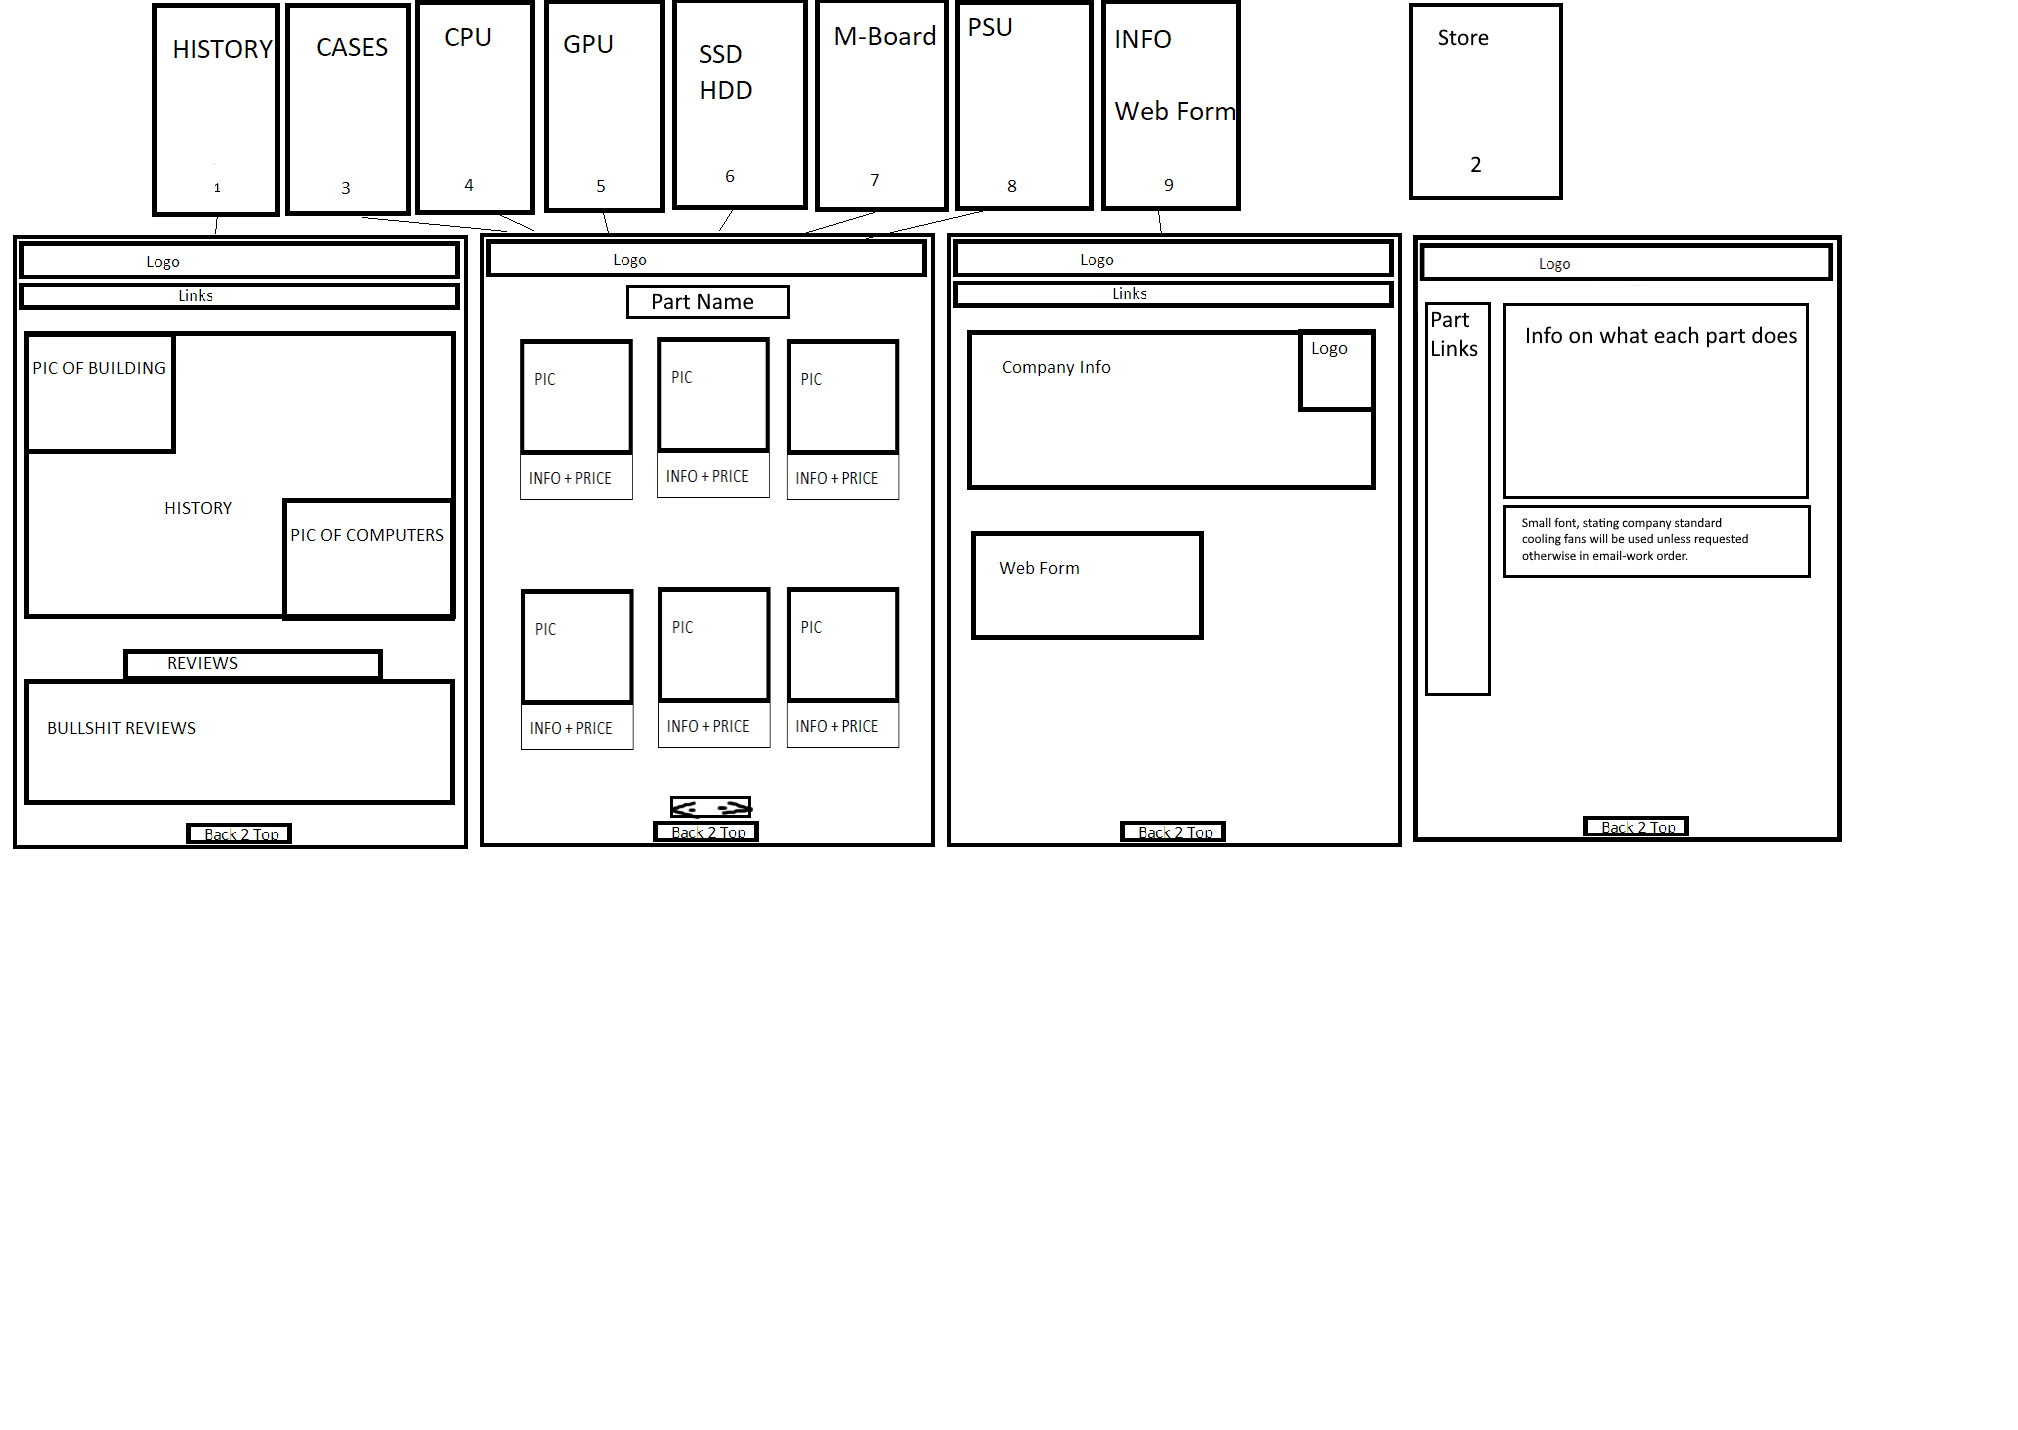 HISTORY
1
CASES
3
CPU
4
GPU
5
SSD
HDD
6
M-Board
7
PSU
8
INFO
Web Form
9
Store
2
Logo
Links
PIC OF BUILDING
HISTORY
PIC OF COMPUTERS
REVIEWS
BULLSHIT REVIEWS
Back 2 Top
Logo
Part Name
PIC
PIC
PIC
INFO + PRICE
INFO + PRICE
INFO + PRICE
PIC
PIC
PIC
INFO + PRICE
INFO + PRICE
INFO + PRICE
Back 2 Top
Logo
Links
Company Info
Logo
Web Form
Back 2 Top
Logo
Part
Links
Info on what each part does
Small font, stating company standard
cooling fans will be used unless requested
otherwise in email-work order.
Back 2 Top